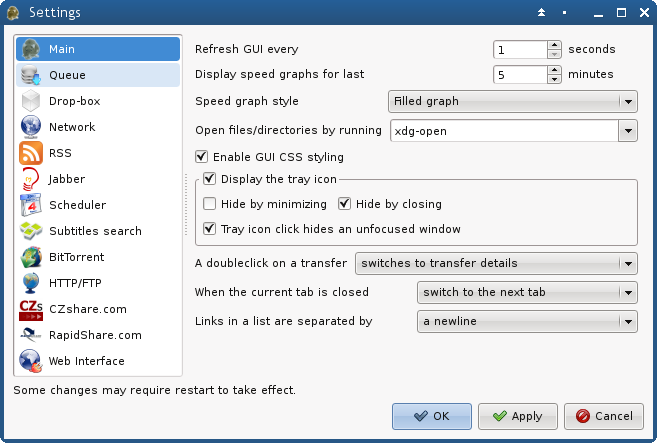 Settings
Main
Queue
Drop-box
Network
RSS
Jabber
Scheduler
Subtitles search
BitTorrent
HTTP/FTP
CZshare.com
RapidShare.com
Web Interface
Refresh GUI every 1 seconds
Display speed graphs for last 5 minutes
Speed graph style Filled graph
Open files/directories by running xdg-open
Enable GUI CSS styling
Display the tray icon
Hide by minimizing Hide by closing
Tray icon click hides an unfocused window
A doubleclick on a transfer switches to transfer details
When the current tab is closed switch to the next tab
Links in a list are separated by a newline
Some changes may require restart to take effect.
OK Apply Cancel